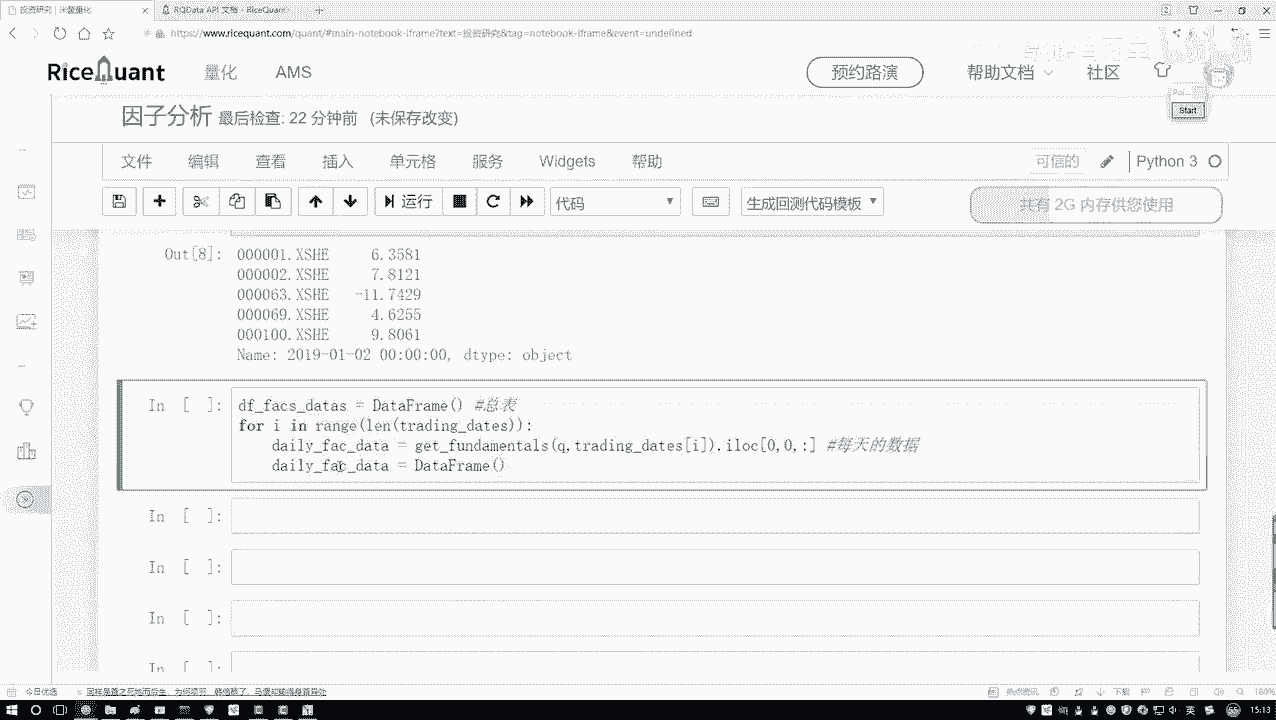 投资研究 | 米筐量化
RQData API 文档 - RiceQuant
https://www.ricequant.com/quant/#main-notebook-iframe?text=投资研究&tag=notebook-iframe&event=undefined
RiceQuant 量化 AMS 预约路演 帮助文档 社区
Start
因子分析 最后检查: 22 分钟前 (未保存改变)
文件 编辑 查看 插入 单元格 服务 Widgets 帮助 可信的 Python 3
运行 代码 生成回测代码模板 共有 2G 内存供您使用
Out[8]: 000001.XSHE 6.3581
000002.XSHE 7.8121
000063.XSHE -11.7429
000069.XSHE 4.6255
000100.XSHE 9.8061
Name: 2019-01-02 00:00:00, dtype: object
In [ ]: df_facs_datas = DataFrame() #总表
for i in range(len(trading_dates)):
daily_fac_data = get_fundamentals(q,trading_dates[i]).iloc[0,0,:] #每天的数据
daily_fac_data = DataFrame()
In [ ]:
In [ ]:
In [ ]:
In [ ]:
今日优选
热点资讯 下载 160%
英 15:13